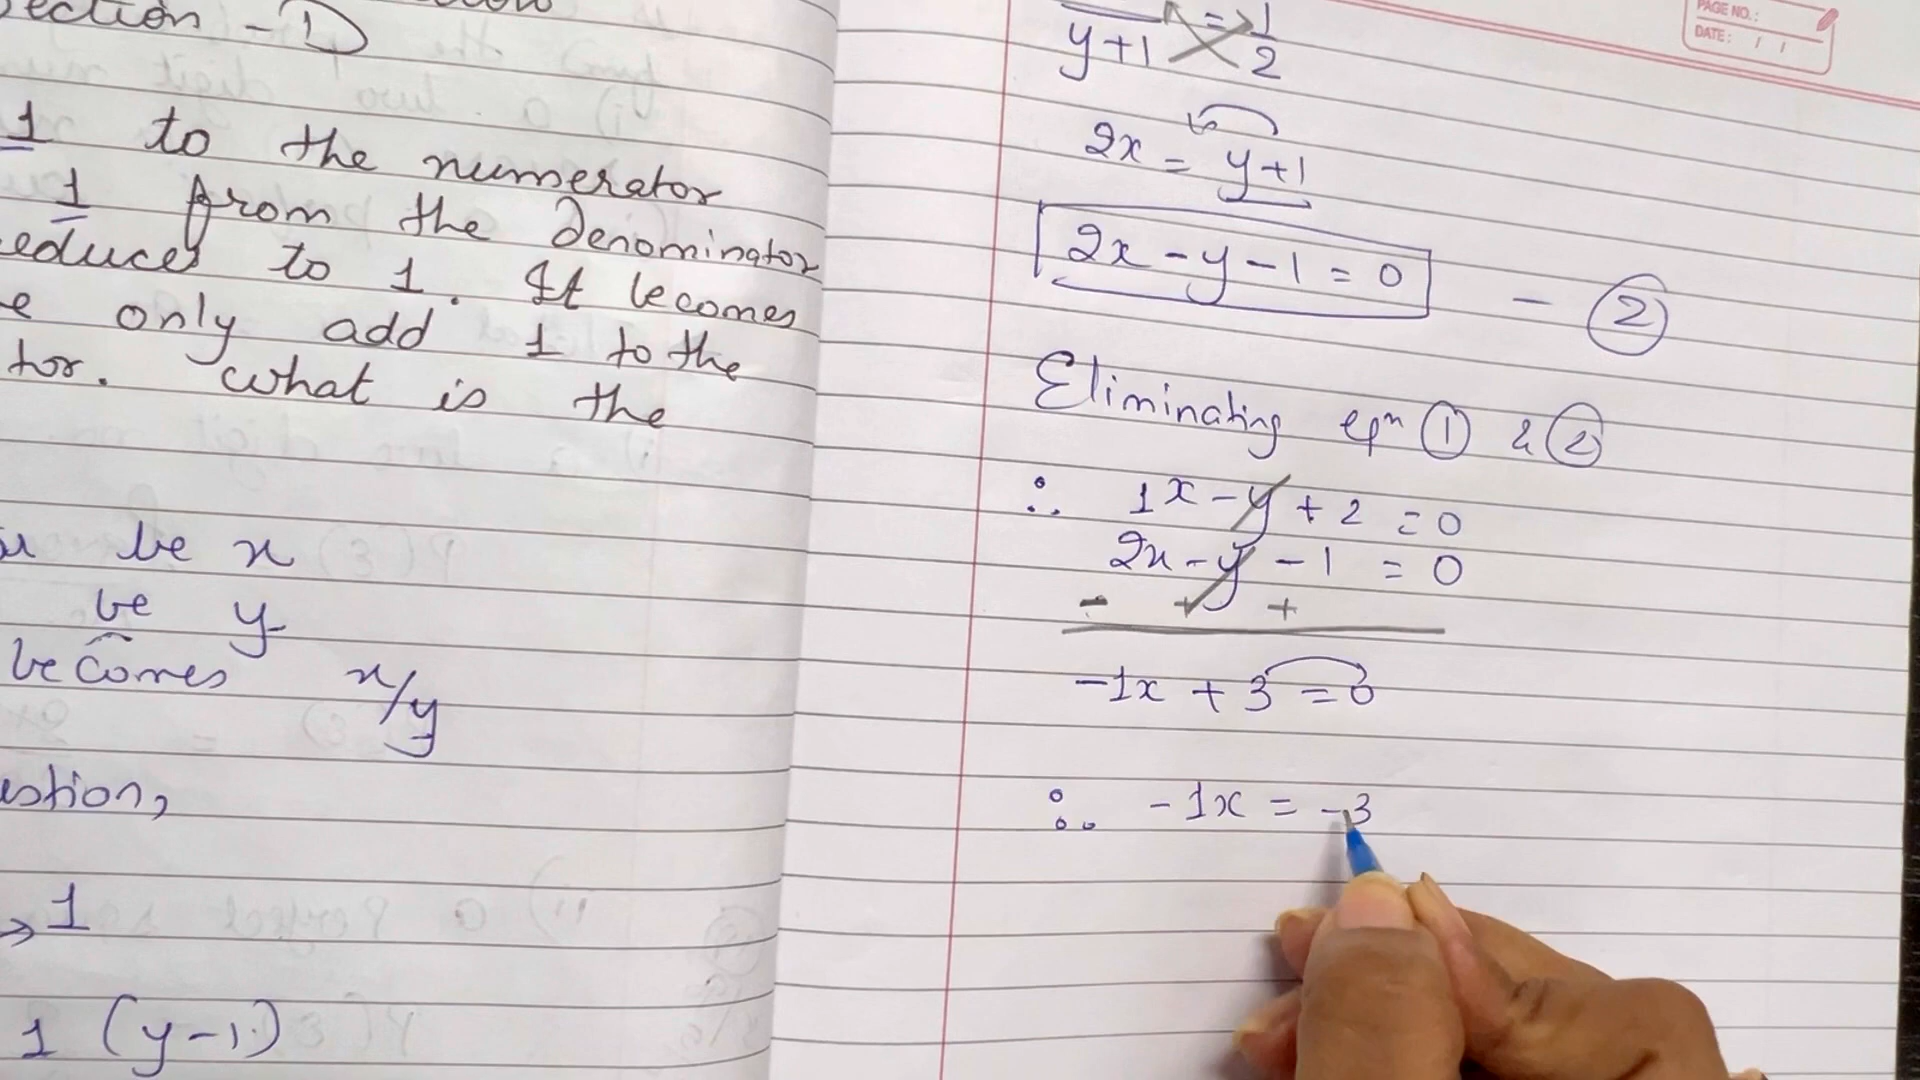 ection - D
1 to the numerator
1 from the Denominator
educes to 1. It becomes
e only add 1 to the
tor. What is the
be x
be y
becomes x/y
estion,
→ 1
1 (y-1)
PAGE NO.:
DATE: / /
y+1 = 1/2
2x = y+1
2x - y - 1 = 0 - ②
Eliminating eqⁿ ① & ②
∴ 1x - y + 2 = 0
2x - y - 1 = 0
- + +
-1x + 3 = 0
∴ -1x = -3